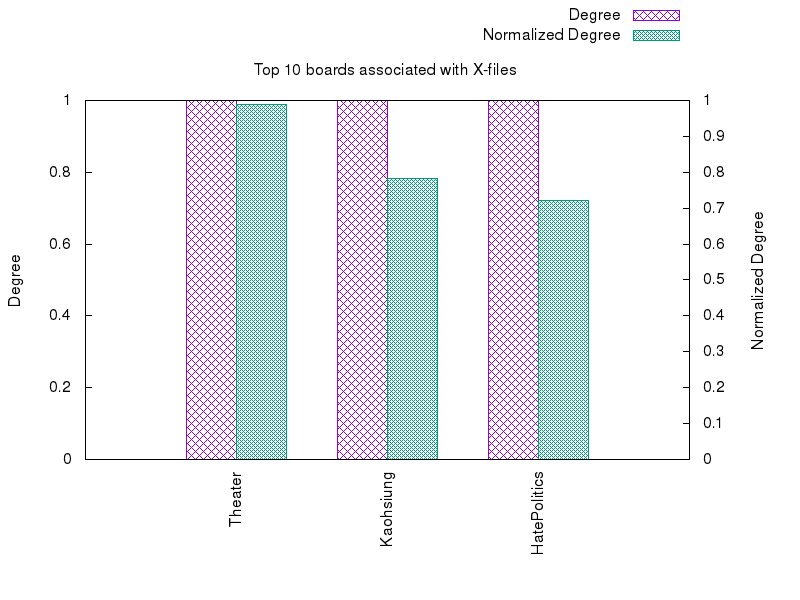 Degree
Normalized Degree
Top 10 boards associated with X-files
1
0.8
0.6
0.4
0.2
0
Degree
1
0.9
0.8
0.7
0.6
0.5
0.4
0.3
0.2
0.1
0
Normalized Degree
Theater
Kaohsiung
HatePolitics